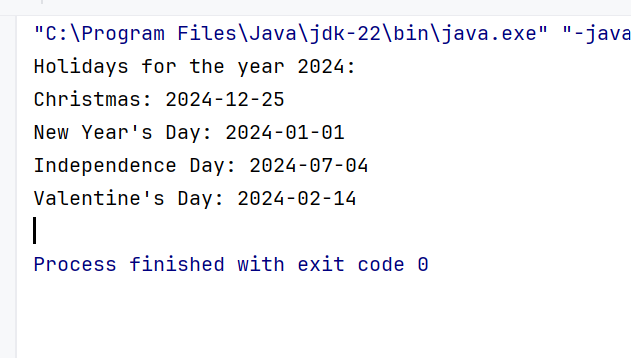 "C:\Program Files\Java\jdk-22\bin\java.exe" "-java
Holidays for the year 2024:
Christmas: 2024-12-25
New Year's Day: 2024-01-01
Independence Day: 2024-07-04
Valentine's Day: 2024-02-14
Process finished with exit code 0